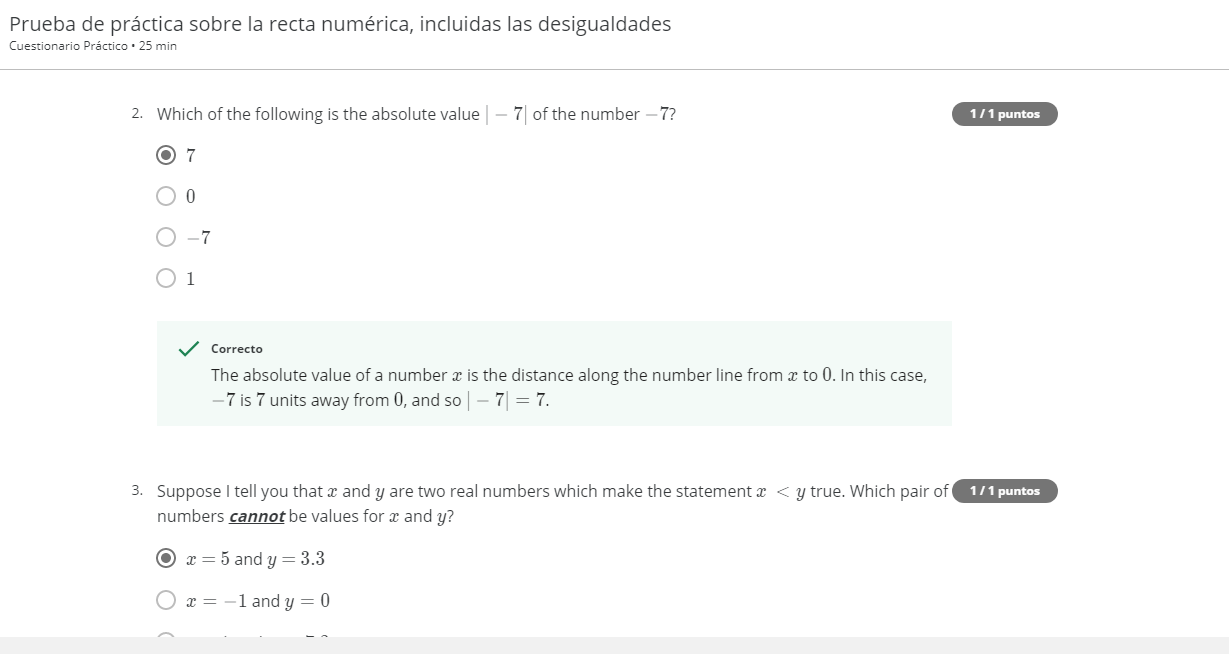 Prueba de práctica sobre la recta numérica, incluidas las desigualdades
Cuestionario Práctico • 25 min
2. Which of the following is the absolute value | − 7| of the number −7?
1 / 1 puntos
7
0
−7
1
Correcto
The absolute value of a number x is the distance along the number line from x to 0. In this case,
−7 is 7 units away from 0, and so | − 7| = 7.
3. Suppose I tell you that x and y are two real numbers which make the statement x < y true. Which pair of
1 / 1 puntos
numbers cannot be values for x and y?
x = 5 and y = 3.3
x = −1 and y = 0